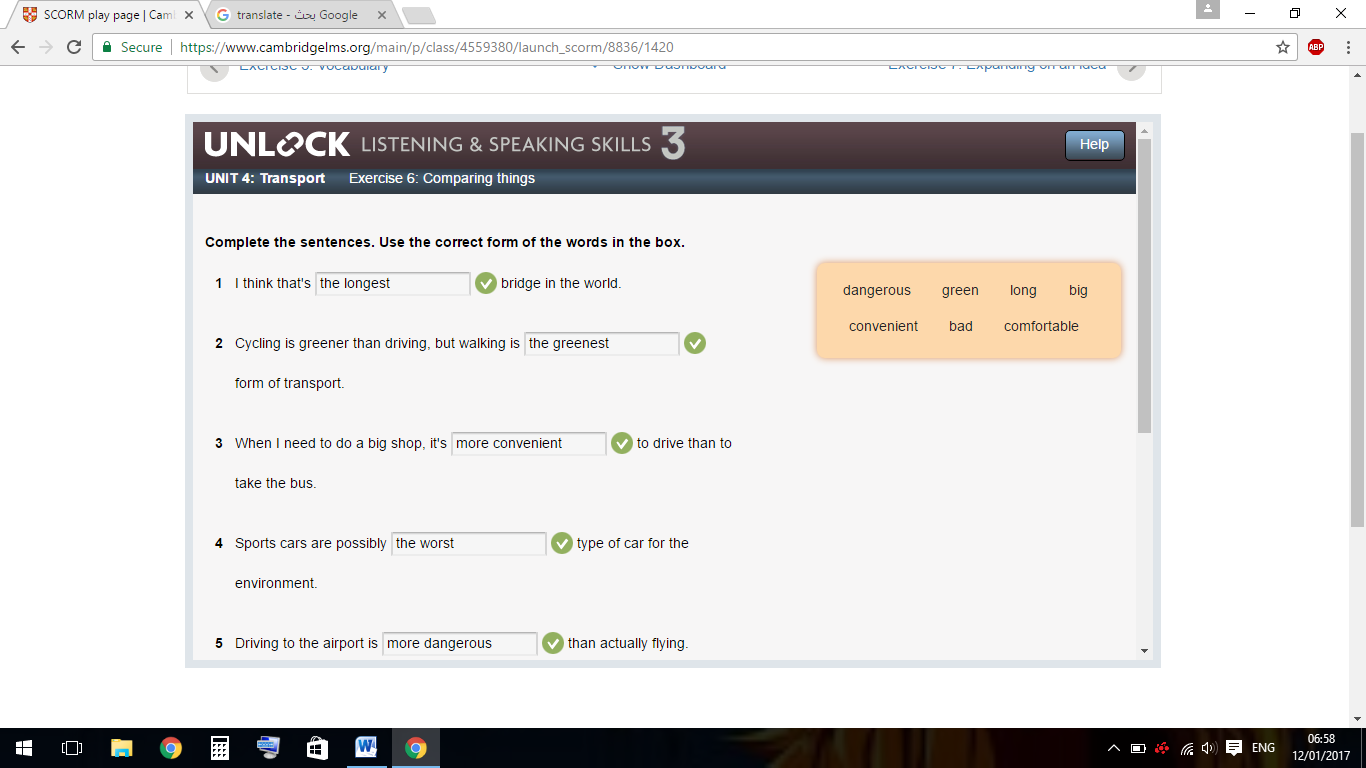 SCORM play page | Cam
translate - بحث Google
Secure https://www.cambridgelms.org/main/p/class/4559380/launch_scorm/8836/1420
ABP
Exercise 5: Vocabulary Show Dashboard Exercise 7: Expanding on an idea
UNLOCK LISTENING & SPEAKING SKILLS 3
Help
UNIT 4: Transport Exercise 6: Comparing things
Complete the sentences. Use the correct form of the words in the box.
1 I think that's the longest bridge in the world.
dangerous green long big
convenient bad comfortable
2 Cycling is greener than driving, but walking is the greenest
form of transport.
3 When I need to do a big shop, it's more convenient to drive than to
take the bus.
4 Sports cars are possibly the worst type of car for the
environment.
5 Driving to the airport is more dangerous than actually flying.
ENG
06:58
12/01/2017